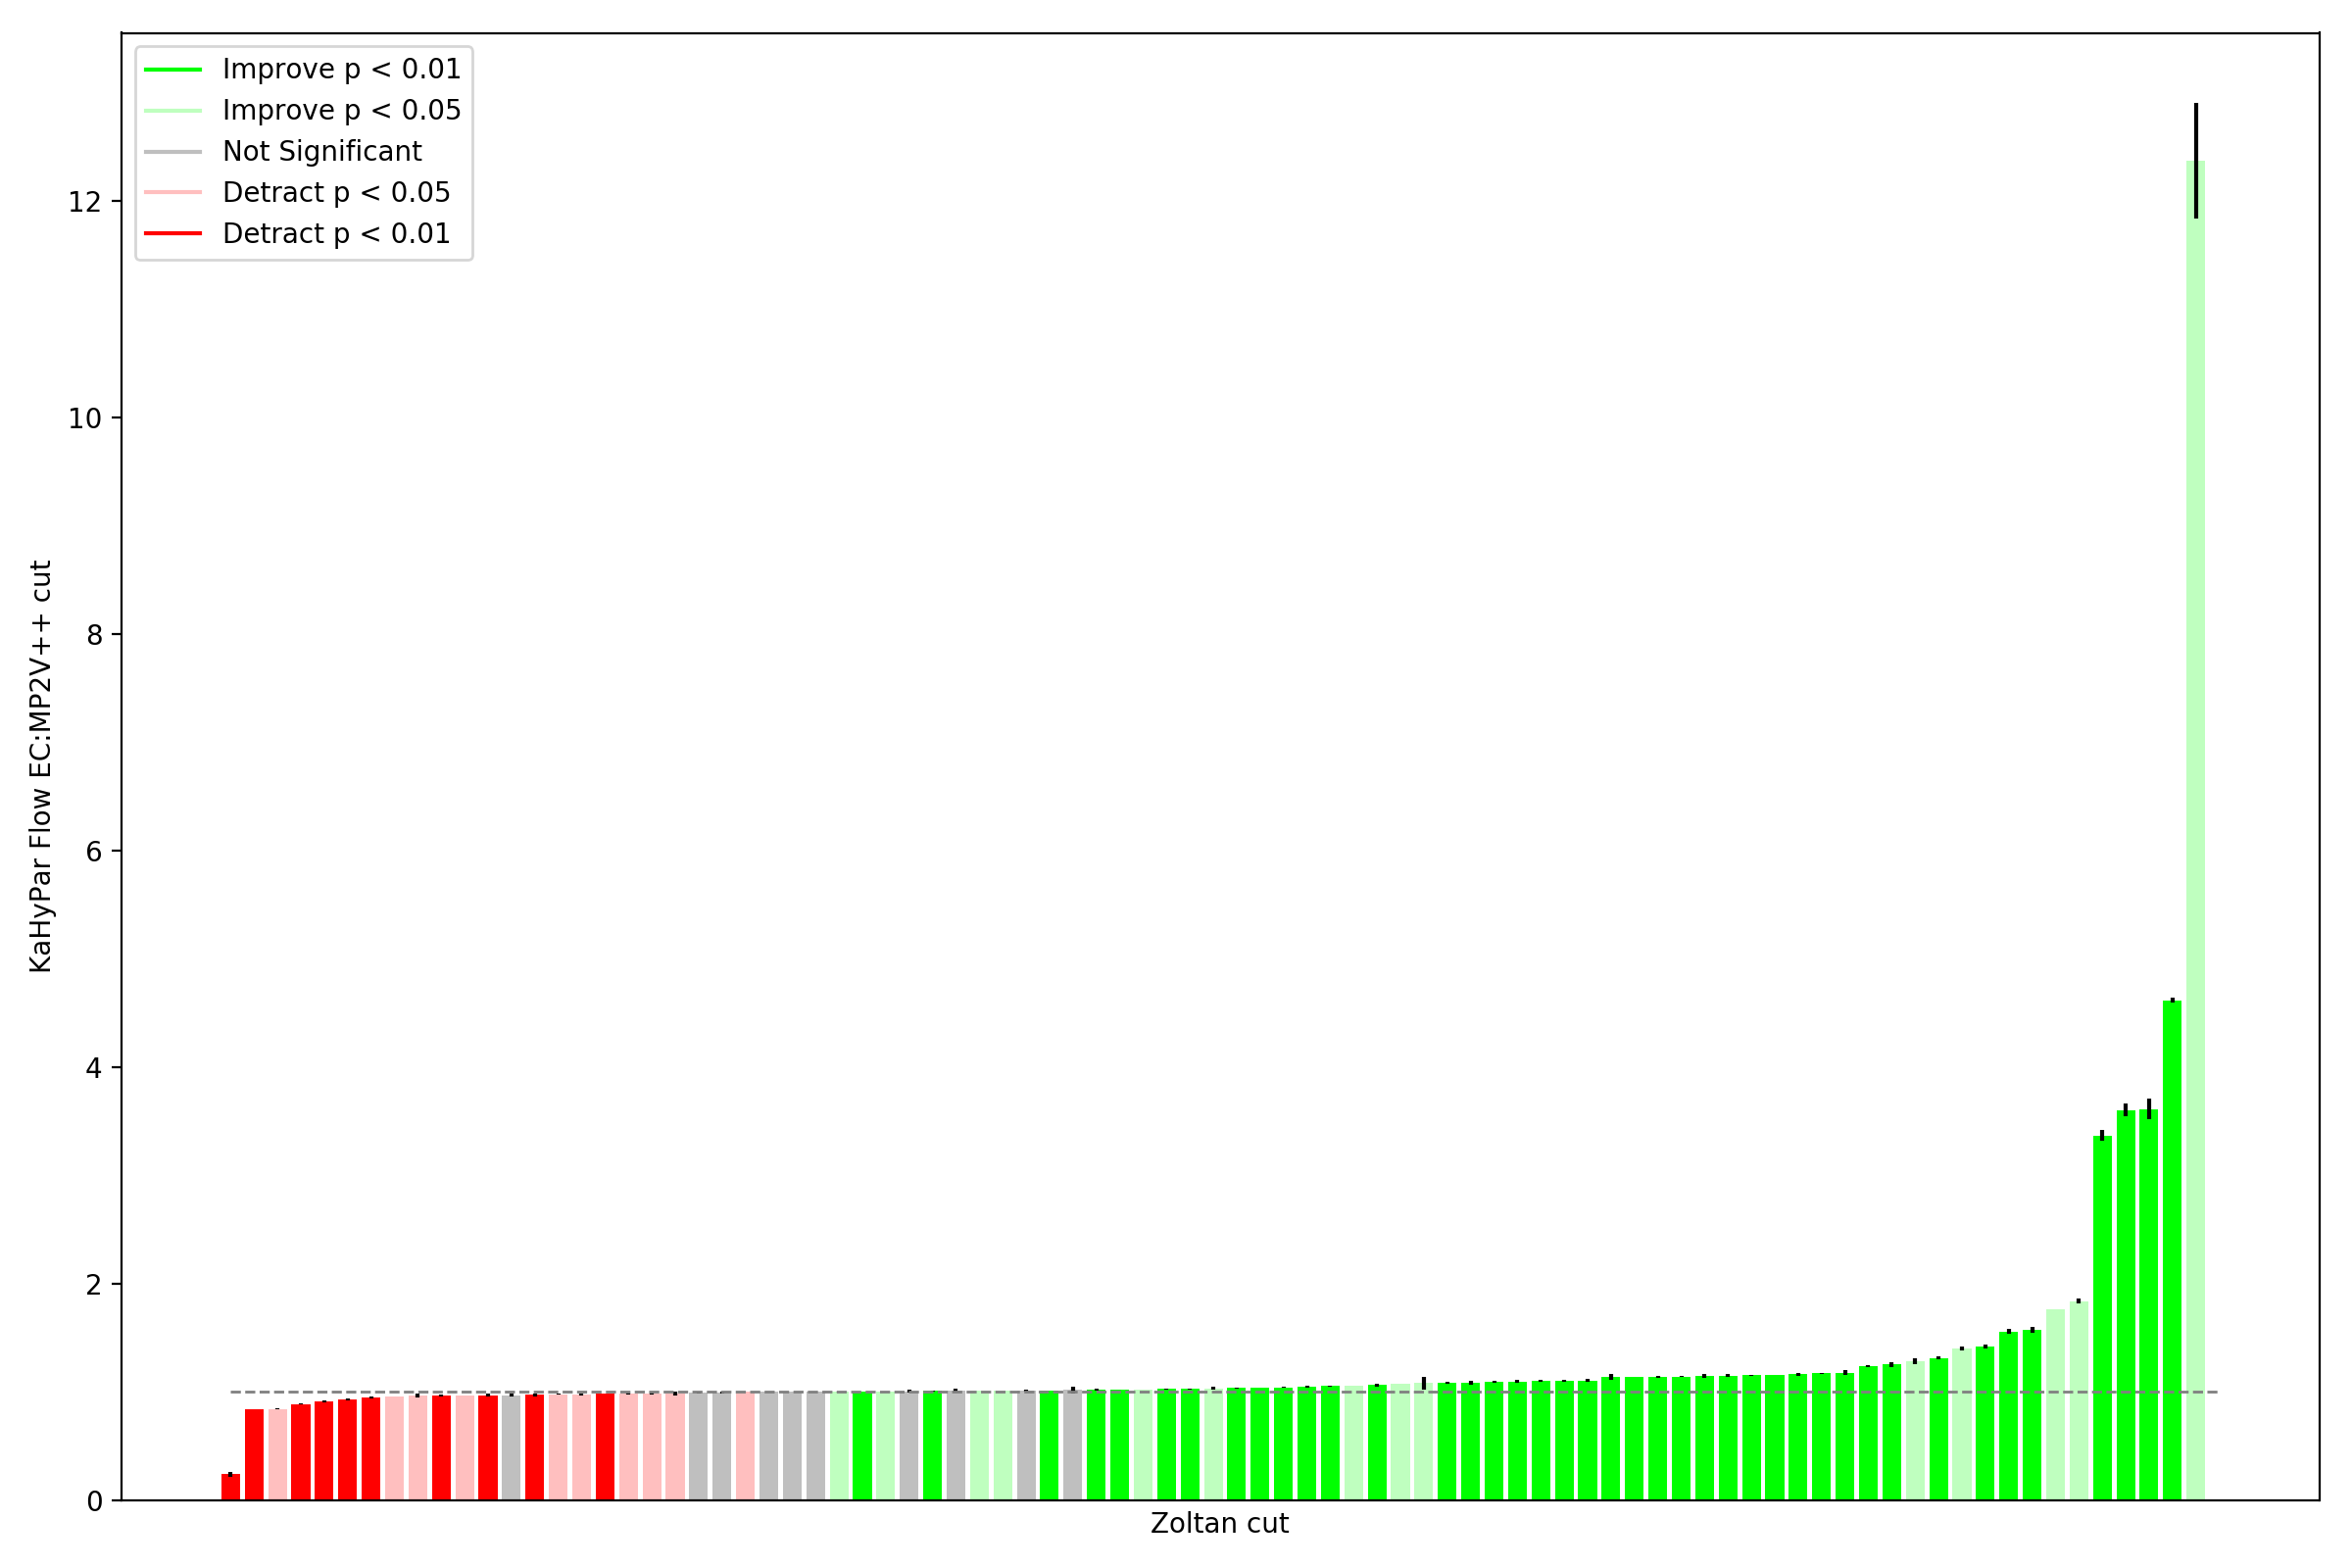 Improve p < 0.01
Improve p < 0.05
Not Significant
Detract p < 0.05
Detract p < 0.01
12
10
8
6
4
2
0
KaHyPar Flow EC:MP2V++ cut
Zoltan cut